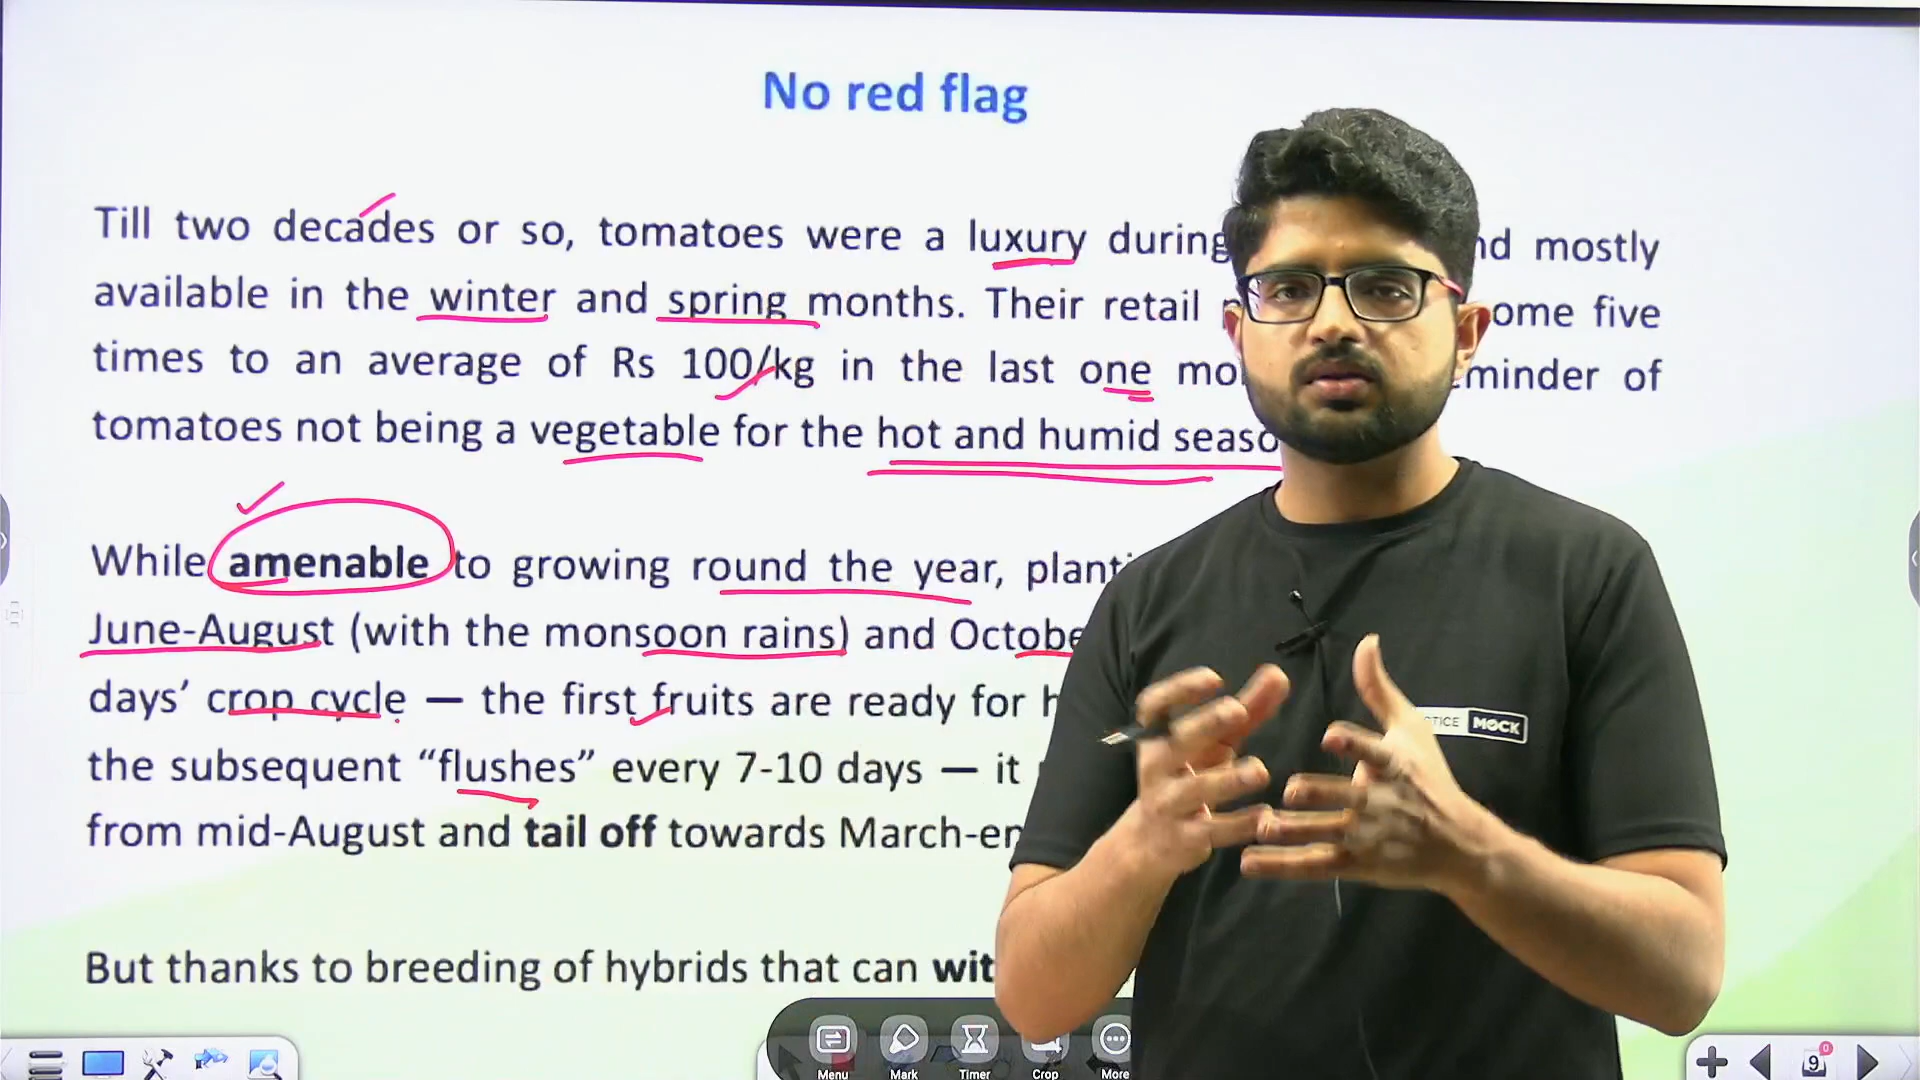 No red flag
Till two decades or so, tomatoes were a luxury during nd mostly
available in the winter and spring months. Their retail ome five
times to an average of Rs 100/kg in the last one mo minder of
tomatoes not being a vegetable for the hot and humid seaso
While amenable to growing round the year, planti
June-August (with the monsoon rains) and Octobe
days' crop cycle — the first fruits are ready for h
the subsequent “flushes” every 7-10 days — it
from mid-August and tail off towards March-en
But thanks to breeding of hybrids that can wit
TICE MOCK
Menu Mark Timer Crop More
9 0